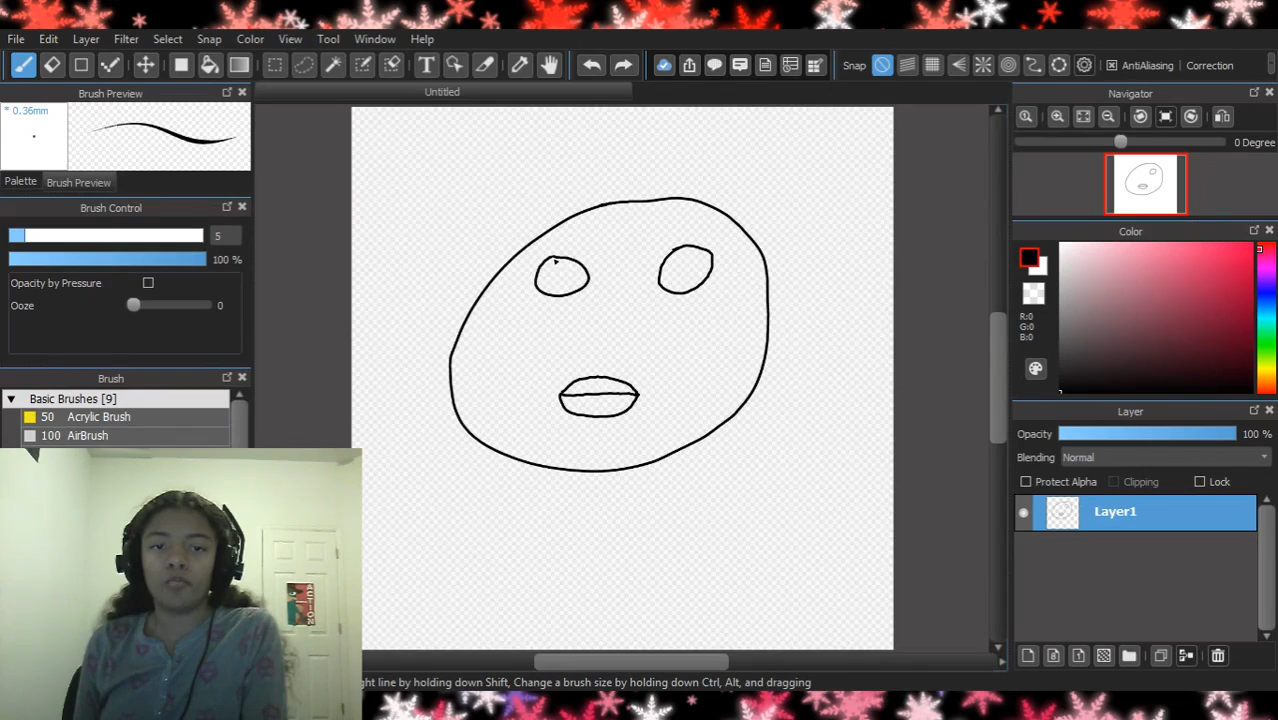 File Edit Layer Filter Select Snap Color View Tool Window Help
T Snap AntiAliasing Correction
Brush Preview Untitled Navigator
* 0.36mm
0 Degree
Palette Brush Preview
Brush Control
5
Color
100 %
Opacity by Pressure
Ooze 0
R:0
G:0
B:0
Brush
Basic Brushes [9]
50 Acrylic Brush
100 AirBrush
Layer
Opacity 100 %
Blending Normal
Protect Alpha Clipping Lock
Layer1
ACTION
8 1
ght line by holding down Shift, Change a brush size by holding down Ctrl, Alt, and dragging